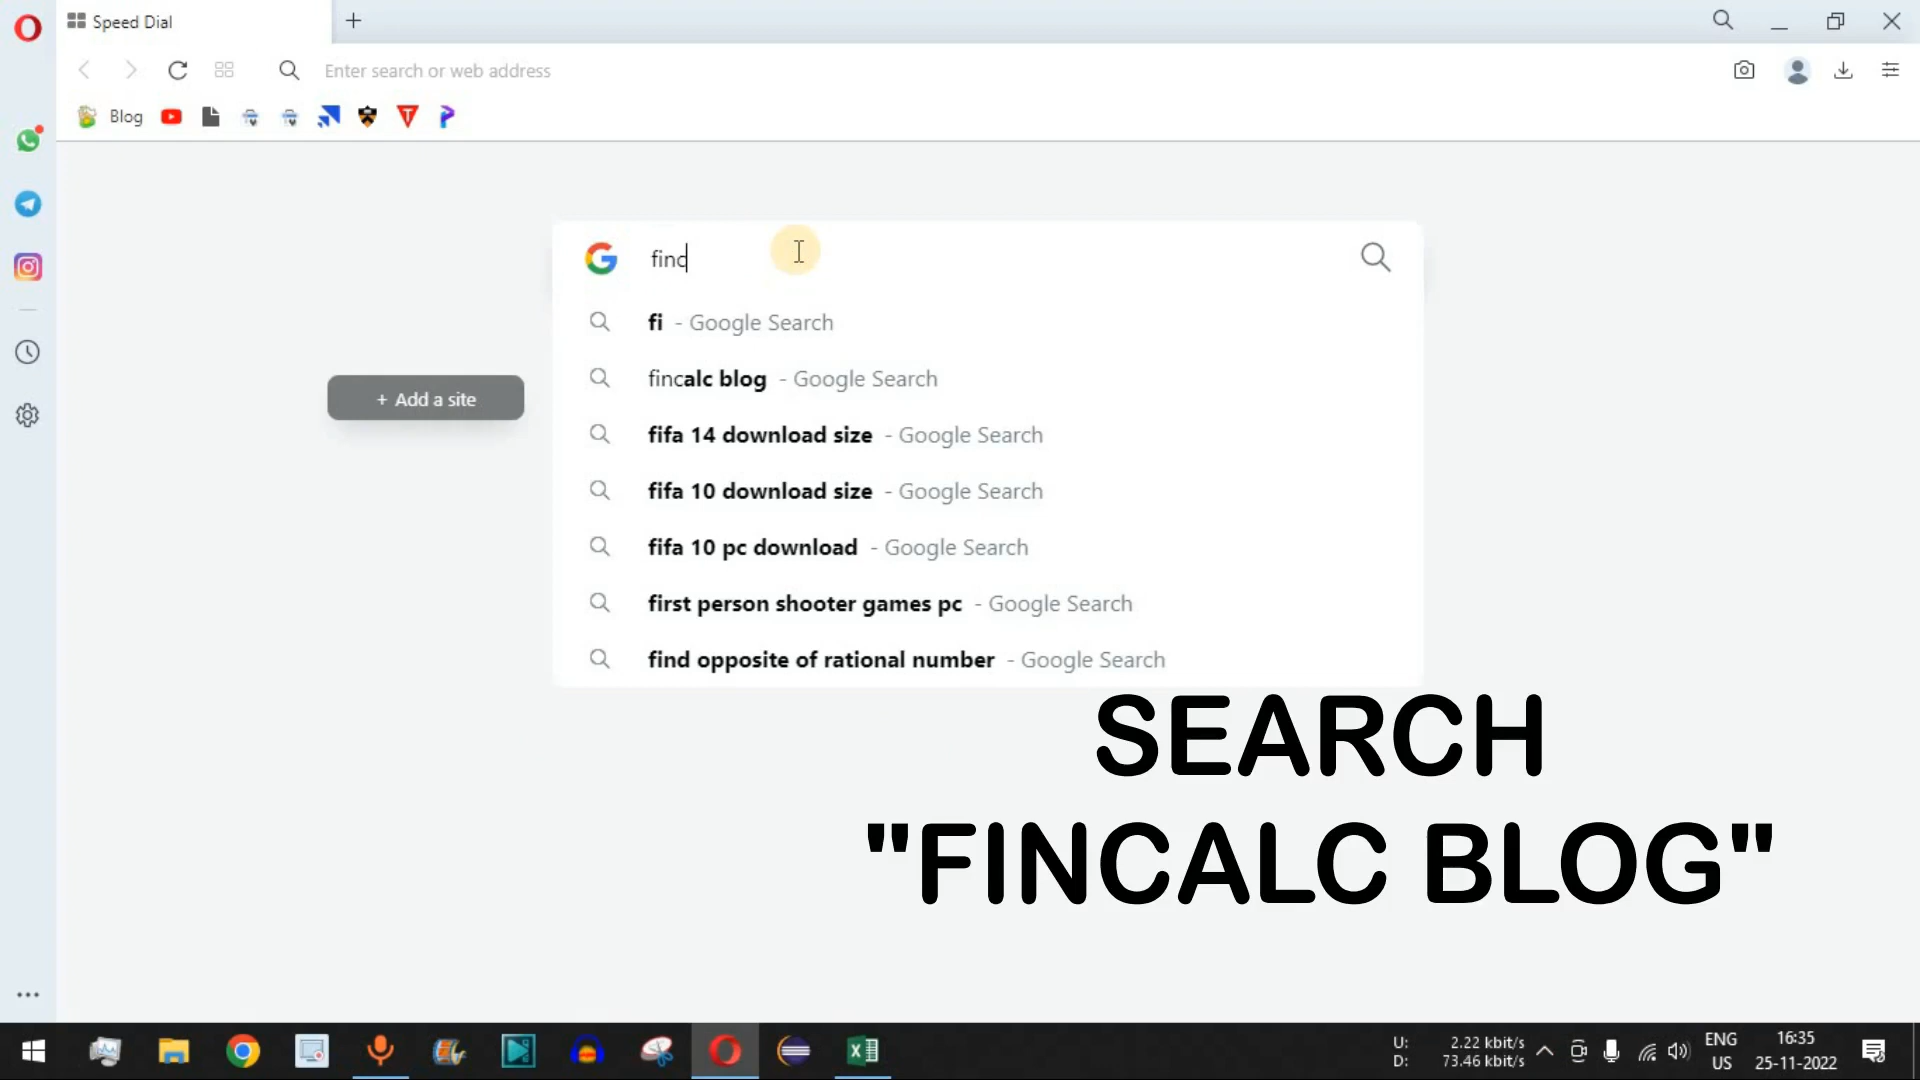 Speed Dial
Enter search or web address
Blog
finc
fi - Google Search
fincalc blog - Google Search
+ Add a site
fifa 14 download size - Google Search
fifa 10 download size - Google Search
fifa 10 pc download - Google Search
first person shooter games pc - Google Search
find opposite of rational number - Google Search
SEARCH
"FINCALC BLOG"
U: 2.22 kbit/s
D: 73.46 kbit/s
ENG
US
16:35
25-11-2022